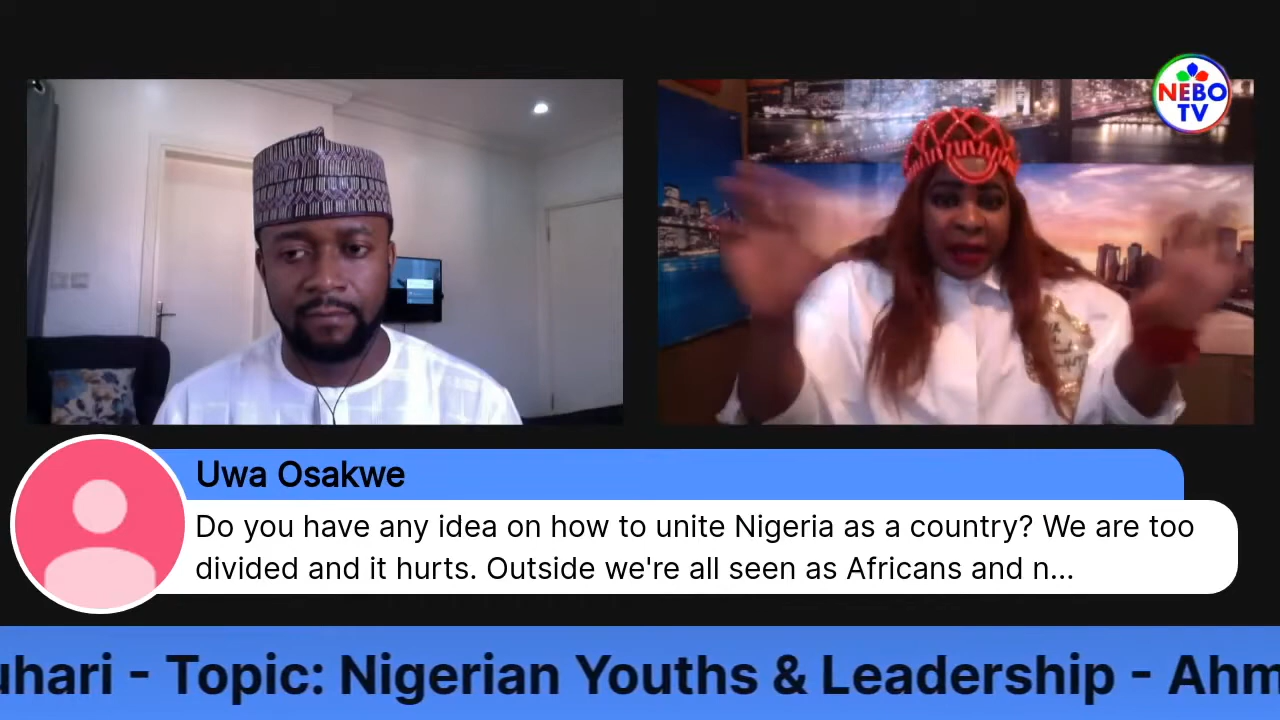 NEBO
TV
Uwa Osakwe
Do you have any idea on how to unite Nigeria as a country? We are too
divided and it hurts. Outside we're all seen as Africans and n...
uhari - Topic: Nigerian Youths & Leadership - Ahm